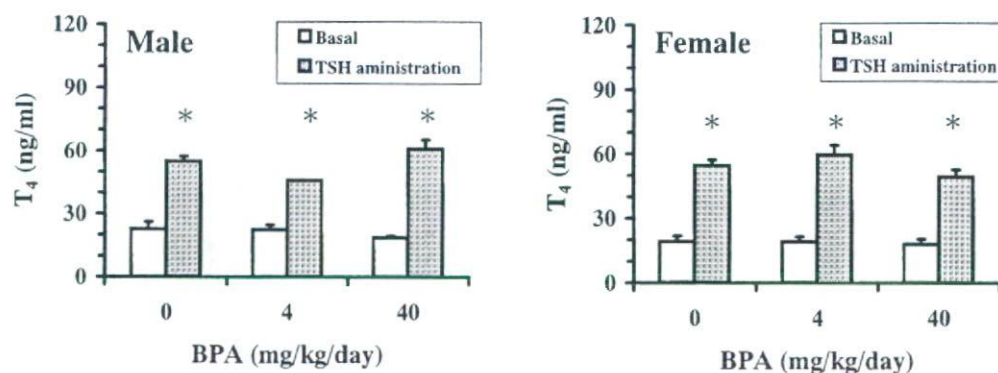 Male
Basal
TSH aministration
T₄ (ng/ml)
120
90
60
30
0
*
*
*
0
4
40
BPA (mg/kg/day)
Female
Basal
TSH aministration
T₄ (ng/ml)
120
90
60
30
0
*
*
*
0
4
40
BPA (mg/kg/day)